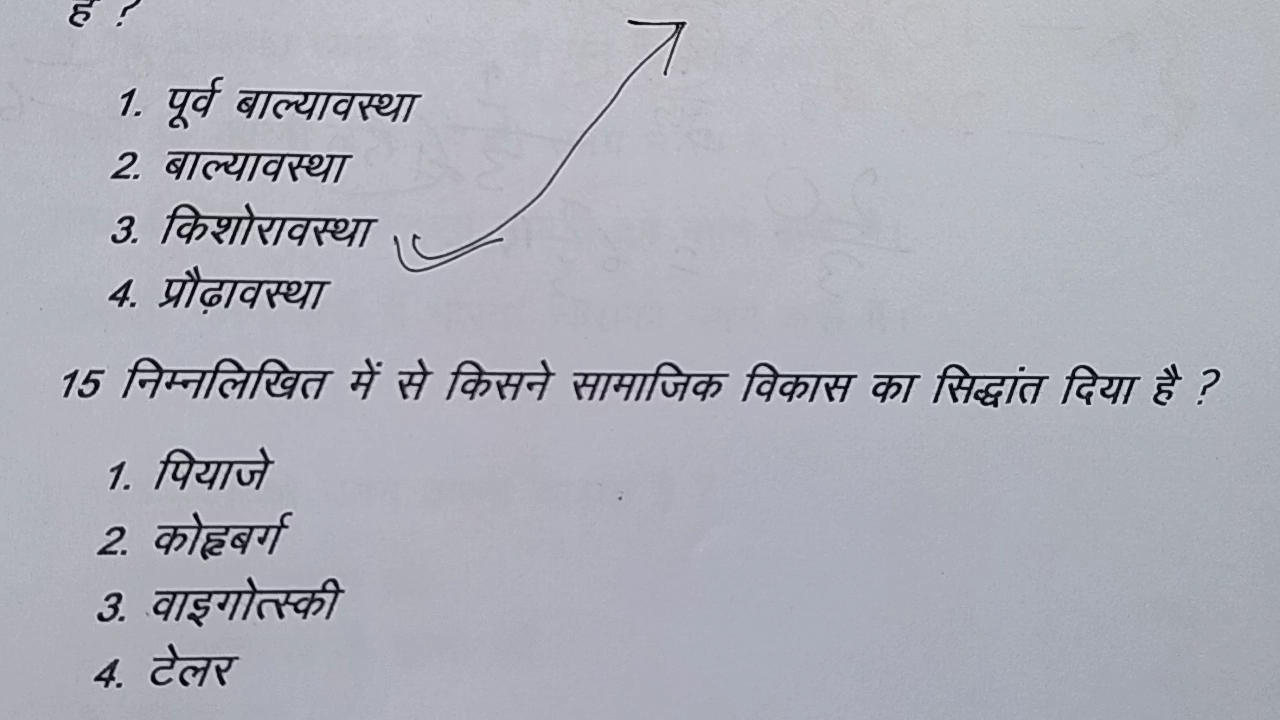 है ?
1. पूर्व बाल्यावस्था
2. बाल्यावस्था
3. किशोरावस्था
4. प्रौढ़ावस्था
15 निम्नलिखित में से किसने सामाजिक विकास का सिद्धांत दिया है ?
1. पियाजे
2. कोह्लबर्ग
3. वाइगोत्स्की
4. टेलर